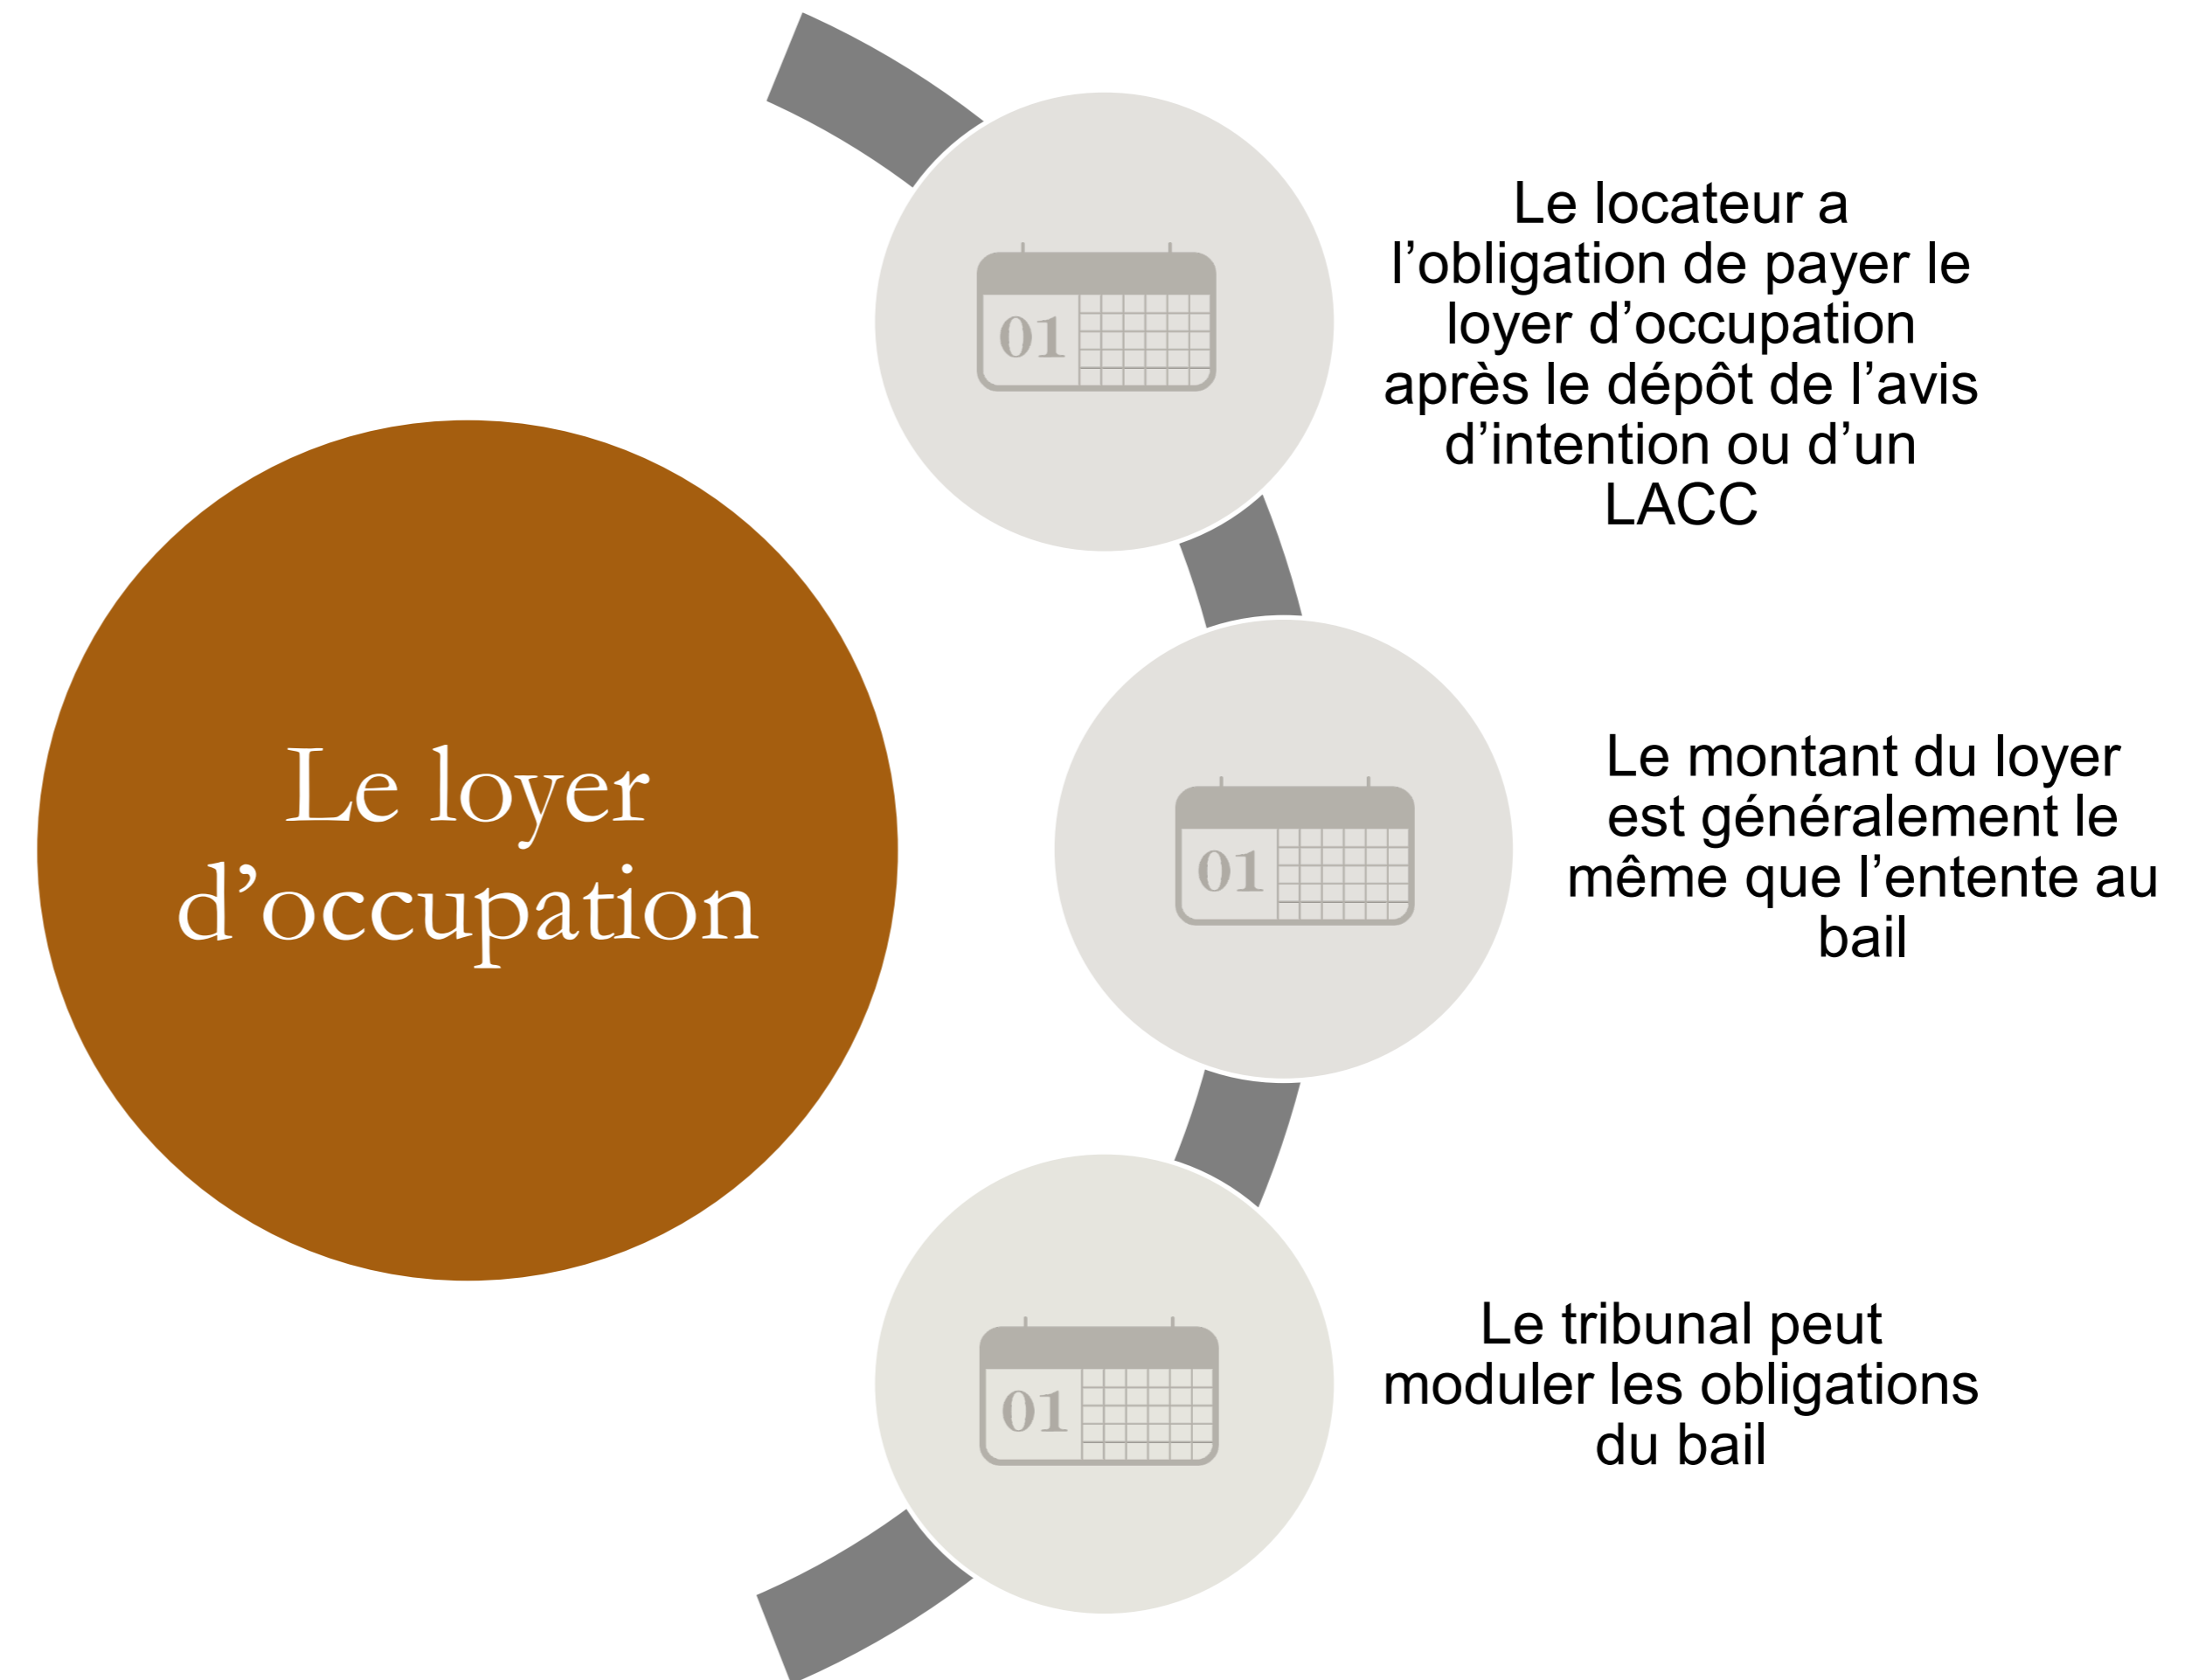 Le loyer
d’occupation
01
Le locateur a
l’obligation de payer le
loyer d’occupation
après le dépôt de l’avis
d’intention ou d’un
LACC
01
Le montant du loyer
est généralement le
même que l’entente au
bail
01
Le tribunal peut
moduler les obligations
du bail